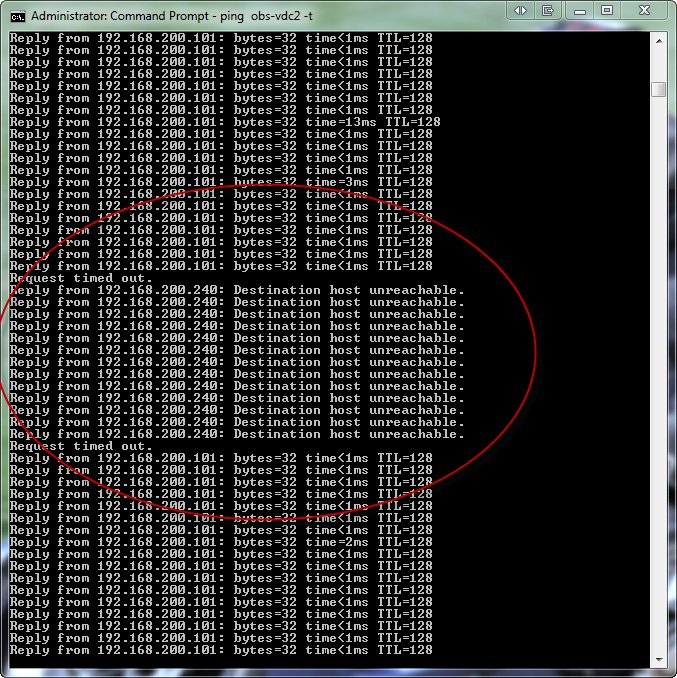 Administrator: Command Prompt - ping  obs-vdc2 -t
Reply from 192.168.200.101: bytes=32 time<1ms TTL=128
Reply from 192.168.200.101: bytes=32 time<1ms TTL=128
Reply from 192.168.200.101: bytes=32 time<1ms TTL=128
Reply from 192.168.200.101: bytes=32 time<1ms TTL=128
Reply from 192.168.200.101: bytes=32 time<1ms TTL=128
Reply from 192.168.200.101: bytes=32 time<1ms TTL=128
Reply from 192.168.200.101: bytes=32 time<1ms TTL=128
Reply from 192.168.200.101: bytes=32 time=13ms TTL=128
Reply from 192.168.200.101: bytes=32 time<1ms TTL=128
Reply from 192.168.200.101: bytes=32 time<1ms TTL=128
Reply from 192.168.200.101: bytes=32 time<1ms TTL=128
Reply from 192.168.200.101: bytes=32 time<1ms TTL=128
Reply from 192.168.200.101: bytes=32 time=3ms TTL=128
Reply from 192.168.200.101: bytes=32 time<1ms TTL=128
Reply from 192.168.200.101: bytes=32 time<1ms TTL=128
Reply from 192.168.200.101: bytes=32 time<1ms TTL=128
Reply from 192.168.200.101: bytes=32 time<1ms TTL=128
Reply from 192.168.200.101: bytes=32 time<1ms TTL=128
Reply from 192.168.200.101: bytes=32 time<1ms TTL=128
Reply from 192.168.200.101: bytes=32 time<1ms TTL=128
Request timed out.
Reply from 192.168.200.240: Destination host unreachable.
Reply from 192.168.200.240: Destination host unreachable.
Reply from 192.168.200.240: Destination host unreachable.
Reply from 192.168.200.240: Destination host unreachable.
Reply from 192.168.200.240: Destination host unreachable.
Reply from 192.168.200.240: Destination host unreachable.
Reply from 192.168.200.240: Destination host unreachable.
Reply from 192.168.200.240: Destination host unreachable.
Reply from 192.168.200.240: Destination host unreachable.
Reply from 192.168.200.240: Destination host unreachable.
Reply from 192.168.200.240: Destination host unreachable.
Reply from 192.168.200.240: Destination host unreachable.
Reply from 192.168.200.240: Destination host unreachable.
Request timed out.
Reply from 192.168.200.101: bytes=32 time<1ms TTL=128
Reply from 192.168.200.101: bytes=32 time<1ms TTL=128
Reply from 192.168.200.101: bytes=32 time<1ms TTL=128
Reply from 192.168.200.101: bytes=32 time<1ms TTL=128
Reply from 192.168.200.101: bytes=32 time<1ms TTL=128
Reply from 192.168.200.101: bytes=32 time<1ms TTL=128
Reply from 192.168.200.101: bytes=32 time<1ms TTL=128
Reply from 192.168.200.101: bytes=32 time=2ms TTL=128
Reply from 192.168.200.101: bytes=32 time<1ms TTL=128
Reply from 192.168.200.101: bytes=32 time<1ms TTL=128
Reply from 192.168.200.101: bytes=32 time<1ms TTL=128
Reply from 192.168.200.101: bytes=32 time<1ms TTL=128
Reply from 192.168.200.101: bytes=32 time<1ms TTL=128
Reply from 192.168.200.101: bytes=32 time<1ms TTL=128
Reply from 192.168.200.101: bytes=32 time<1ms TTL=128
Reply from 192.168.200.101: bytes=32 time<1ms TTL=128
Reply from 192.168.200.101: bytes=32 time<1ms TTL=128